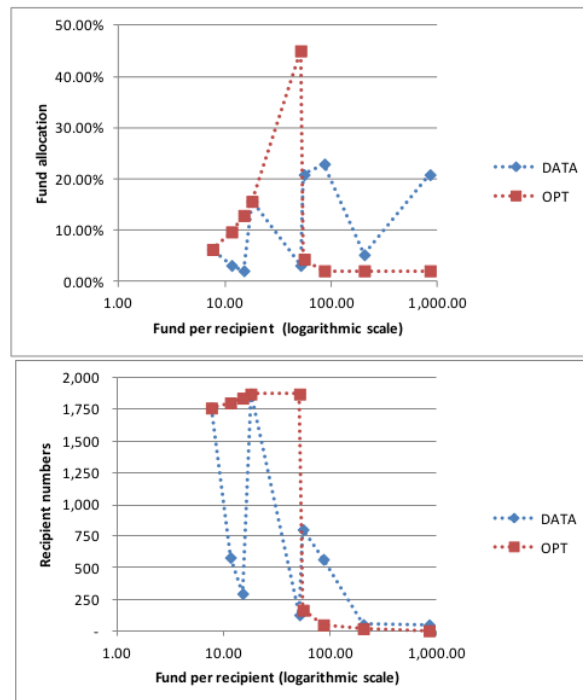 50.00%
40.00%
30.00%
20.00%
10.00%
0.00%
Fund allocation
1.00 10.00 100.00 1,000.00
Fund per recipient (logarithmic scale)
DATA
OPT
2,000
1,750
1,500
1,250
1,000
750
500
250
-
Recipient numbers
1.00 10.00 100.00 1,000.00
Fund per recipient (logarithmic scale)
DATA
OPT